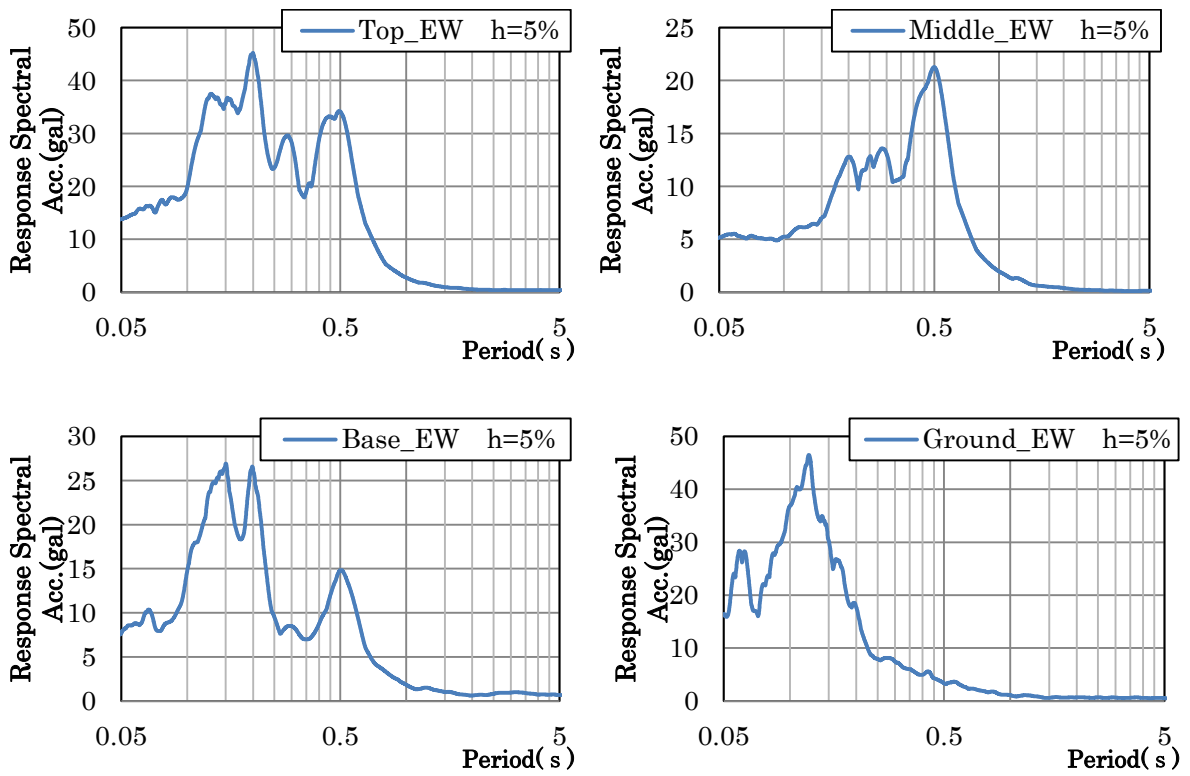 Top_EW h=5%
50
40
30
20
10
0
Response Spectral
Acc.(gal)
0.05
0.5
5
Period( s )
Middle_EW h=5%
25
20
15
10
5
0
Response Spectral
Acc.(gal)
0.05
0.5
5
Period( s )
Base_EW h=5%
30
25
20
15
10
5
0
Response Spectral
Acc.(gal)
0.05
0.5
5
Period( s )
Ground_EW h=5%
50
40
30
20
10
0
Response Spectral
Acc.(gal)
0.05
0.5
5
Period( s )